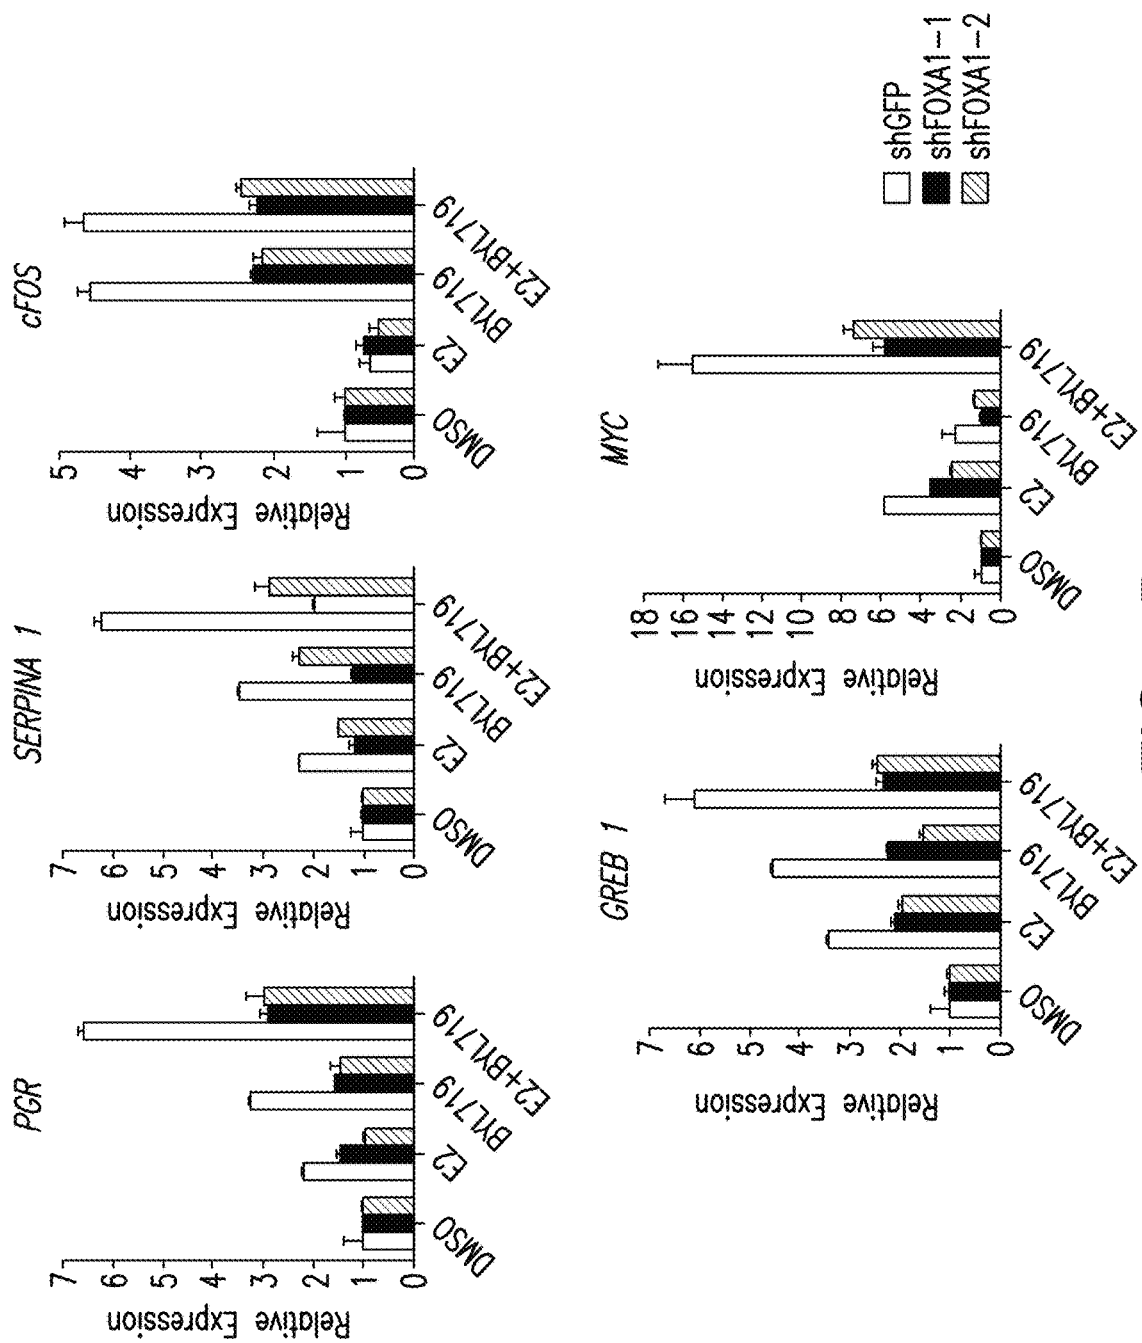 PGR
Relative Expression
7
6
5
4
3
2
1
0
DMSO
E2
BYL719
E2+BYL719
SERPINA 1
Relative Expression
7
6
5
4
3
2
1
0
DMSO
E2
BYL719
E2+BYL719
cFOS
Relative Expression
5
4
3
2
1
0
DMSO
E2
BYL719
E2+BYL719
GREB 1
Relative Expression
7
6
5
4
3
2
1
0
DMSO
E2
BYL719
E2+BYL719
MYC
Relative Expression
18
16
14
12
10
8
6
4
2
0
DMSO
E2
BYL719
E2+BYL719
shGFP
shFOXA1-1
shFOXA1-2